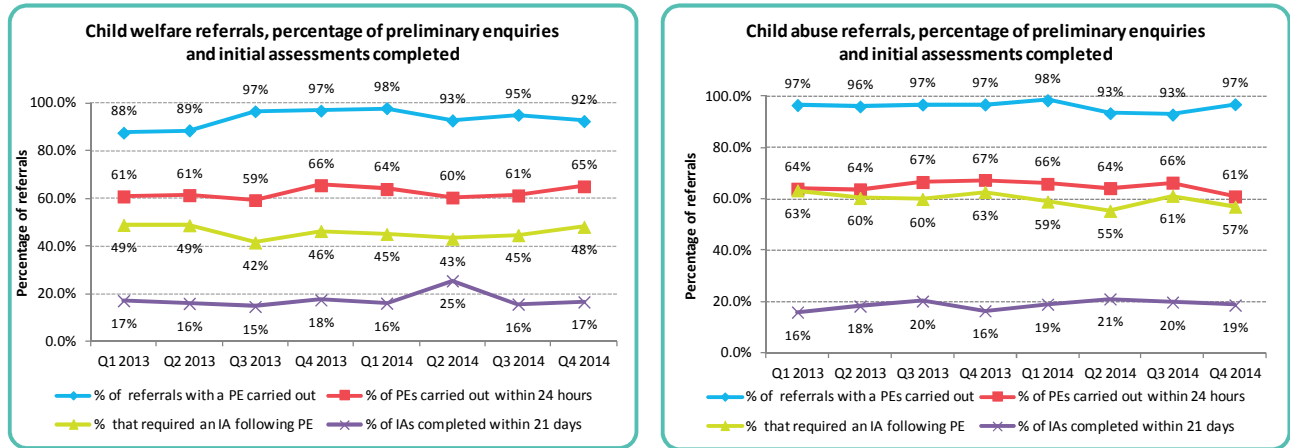 Child welfare referrals, percentage of preliminary enquiries
and initial assessments completed
Percentage of referrals
100.0%
80.0%
60.0%
40.0%
20.0%
0.0%
88% 89% 97% 97% 98% 93% 95% 92%
61% 61% 59% 66% 64% 60% 61% 65%
49% 49% 42% 46% 45% 43% 45% 48%
17% 16% 15% 18% 16% 25% 16% 17%
Q1 2013 Q2 2013 Q3 2013 Q4 2013 Q1 2014 Q2 2014 Q3 2014 Q4 2014
% of referrals with a PE carried out % of PEs carried out within 24 hours
% that required an IA following PE % of IAs completed within 21 days
Child abuse referrals, percentage of preliminary enquiries
and initial assessments completed
Percentage of referrals
100.0%
80.0%
60.0%
40.0%
20.0%
0.0%
97% 96% 97% 97% 98% 93% 93% 97%
64% 64% 67% 67% 66% 64% 66% 61%
63% 60% 60% 63% 59% 55% 61% 57%
16% 18% 20% 16% 19% 21% 20% 19%
Q1 2013 Q2 2013 Q3 2013 Q4 2013 Q1 2014 Q2 2014 Q3 2014 Q4 2014
% of referrals with a PEs carried out % of PEs carried out within 24 hours
% that required an IA following PE % of IAs completed within 21 days